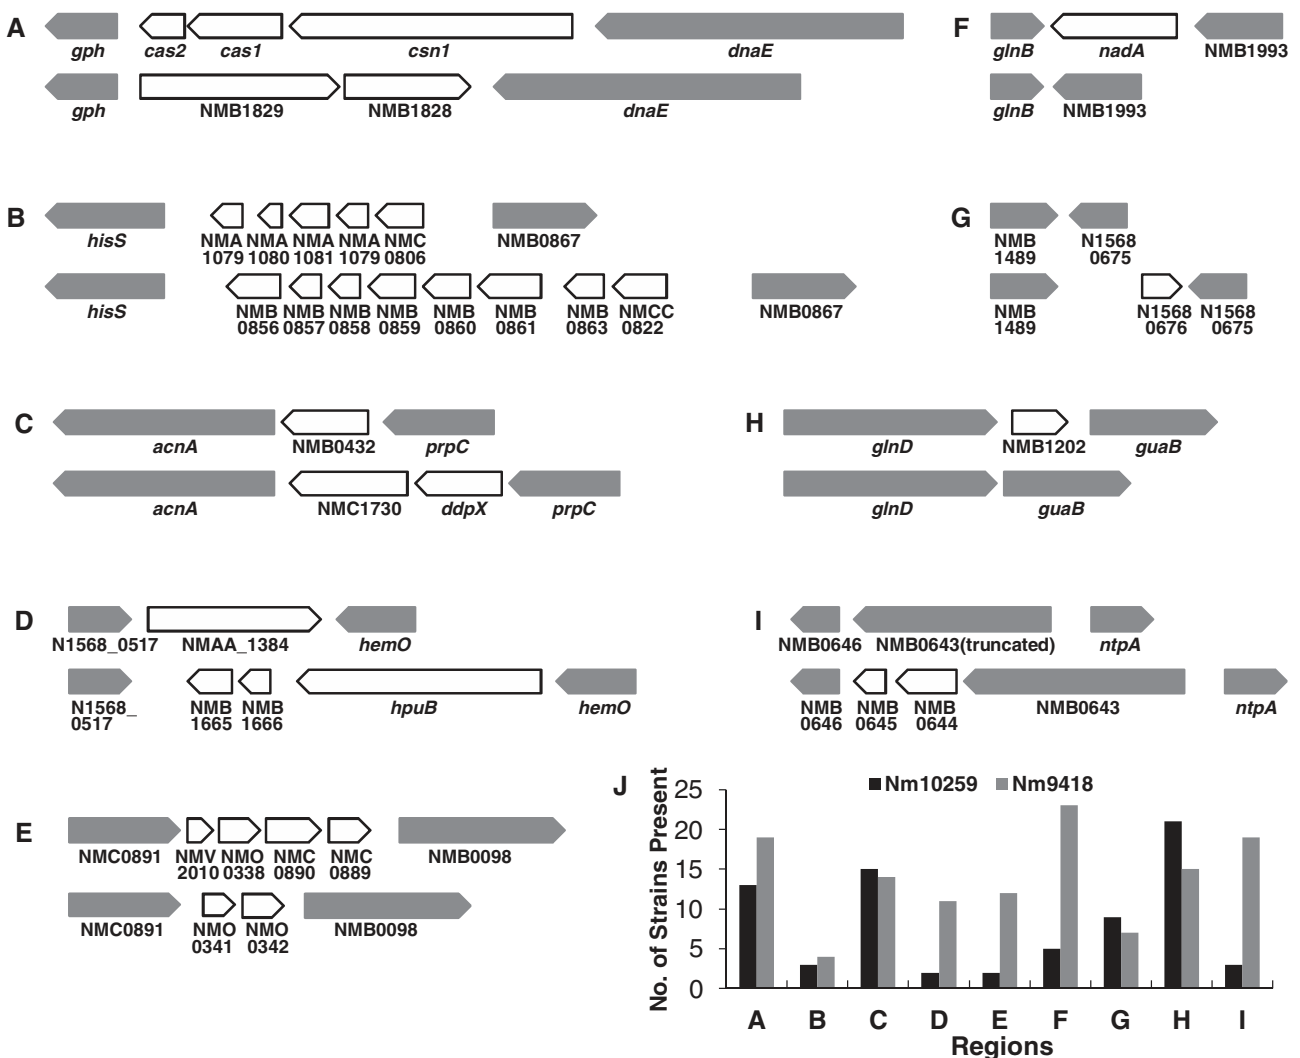 A
gph cas2 cas1 csn1 dnaE
gph NMB1829 NMB1828 dnaE
F
glnB nadA NMB1993
glnB NMB1993
B
hisS NMA NMA NMA NMA NMC NMB0867
1079 1080 1081 1079 0806
hisS NMB NMB NMB NMB NMB NMB NMB NMCC NMB0867
0856 0857 0858 0859 0860 0861 0863 0822
G
NMB N1568
1489 0675
NMB N1568 N1568
1489 0676 0675
C
acnA NMB0432 prpC
acnA NMC1730 ddpX prpC
H
glnD NMB1202 guaB
glnD guaB
D
N1568_0517 NMAA_1384 hemO
N1568_ NMB NMB hpuB hemO
0517 1665 1666
I
NMB0646 NMB0643(truncated) ntpA
NMB NMB NMB NMB0643 ntpA
0646 0645 0644
E
NMC0891 NMV NMO NMC NMC NMB0098
2010 0338 0890 0889
NMC0891 NMO NMO NMB0098
0341 0342
J
No. of Strains Present
Nm10259 Nm9418
25
20
15
10
5
0
A B C D E F G H I
Regions